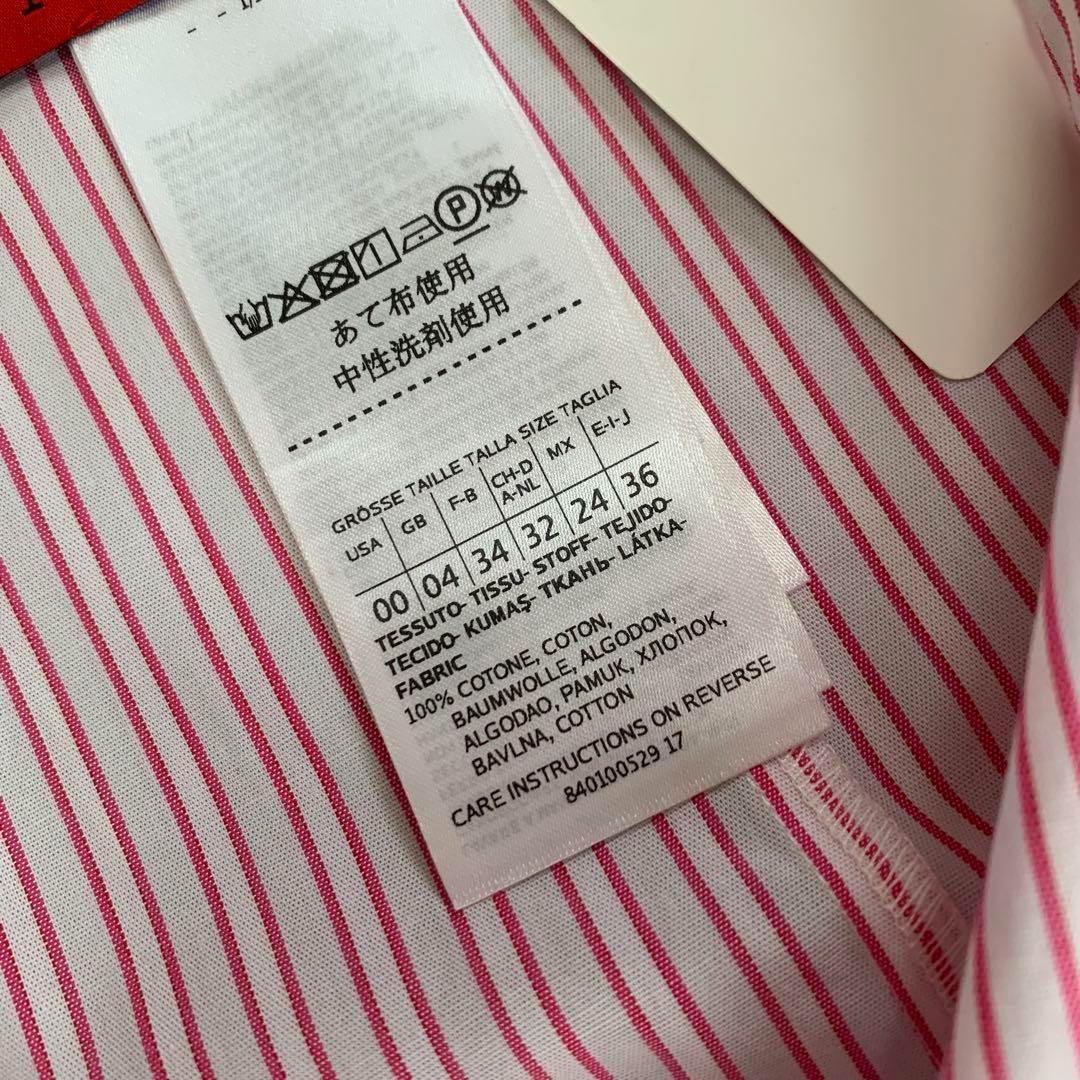 P
W
あて布使用
中性洗剤使用
GRÖSSE TAILLE TALLA SIZE TAGLIA
USA GB F-B CH-D A-NL MX E-I-J
00 04 34 32 24 36
TESSUTO- TISSU- STOFF- TEJIDO-
TECIDO- KUMAŞ- ТКАНЬ- LÁTKA-
FABRIC
100% COTONE, COTON,
BAUMWOLLE, ALGODON,
ALGODAO, PAMUK, ХЛОПОК,
BAVLNA, COTTON
CARE INSTRUCTIONS ON REVERSE
840100529 17